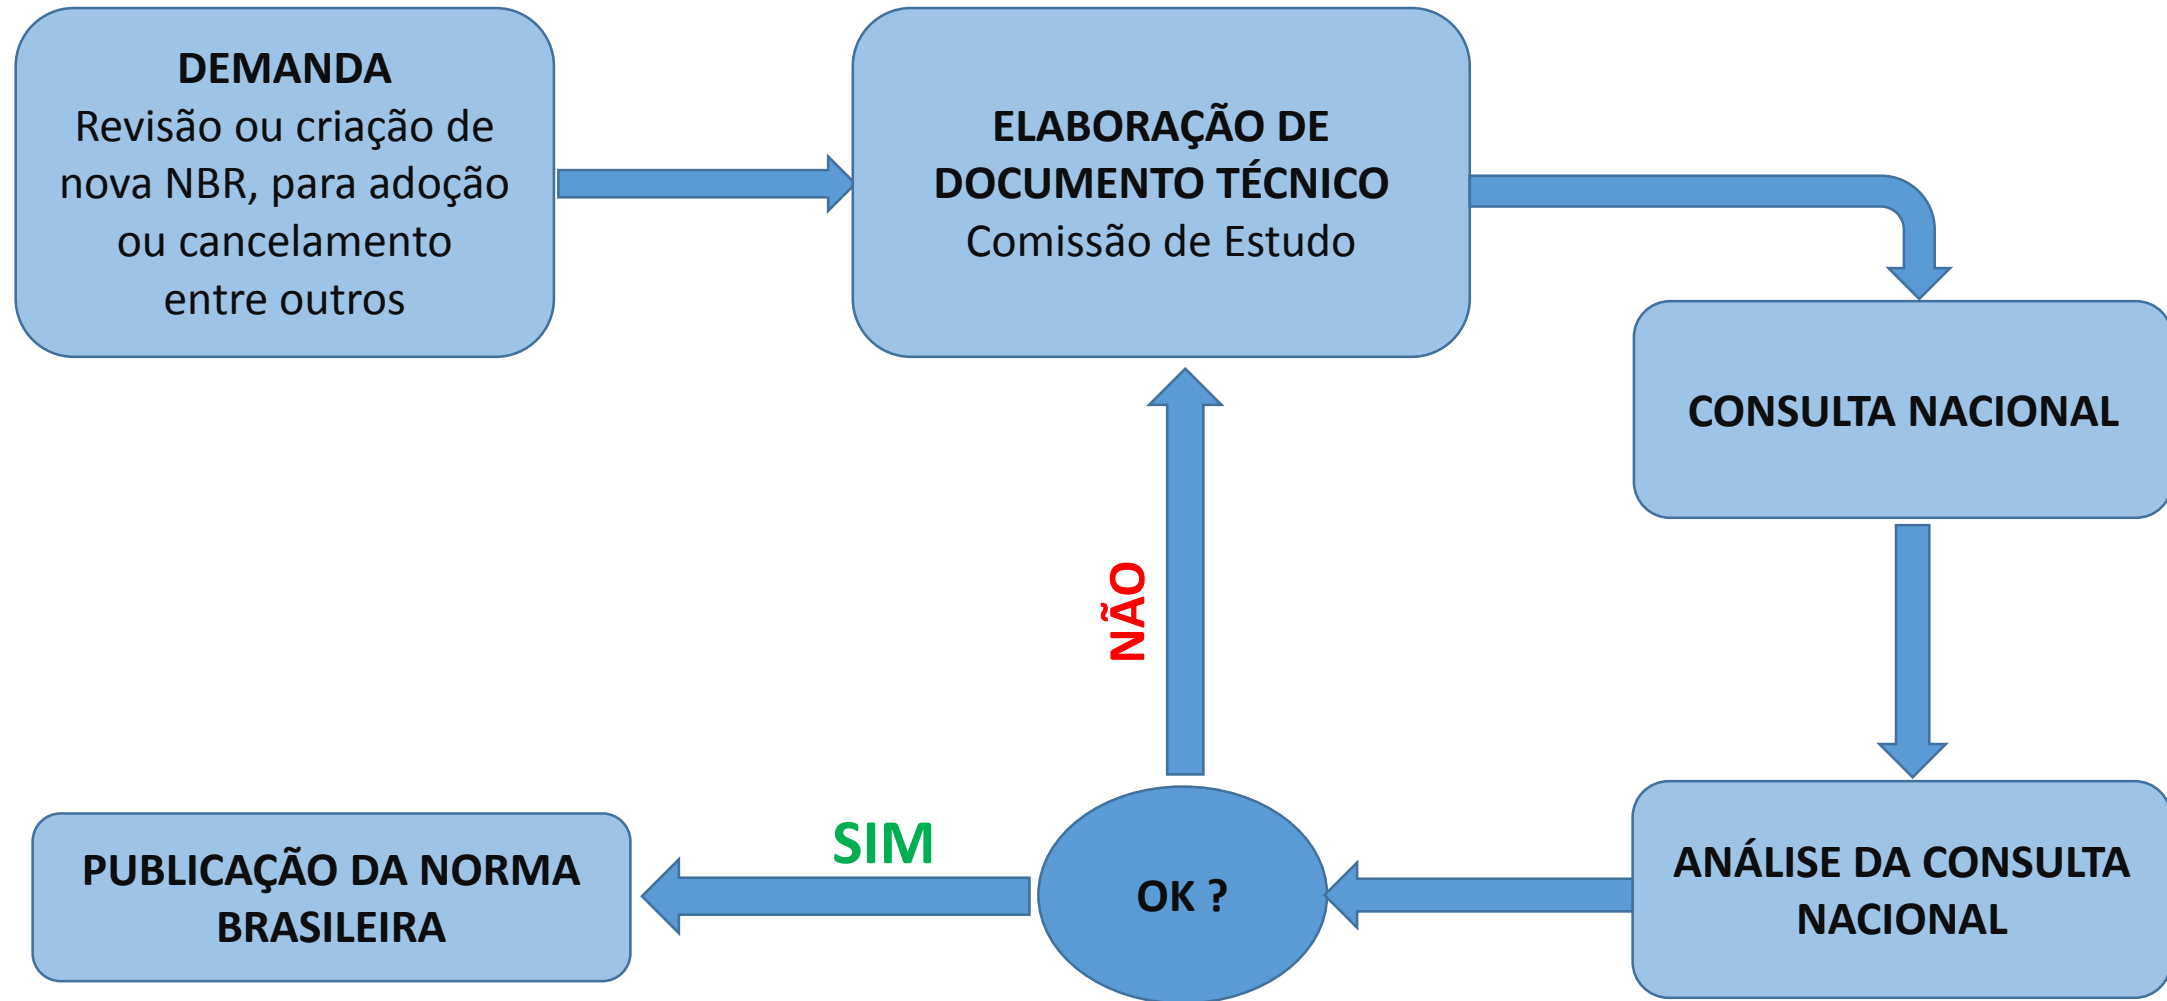 DEMANDA
Revisão ou criação de
nova NBR, para adoção
ou cancelamento
entre outros
ELABORAÇÃO DE
DOCUMENTO TÉCNICO
Comissão de Estudo
CONSULTA NACIONAL
ANÁLISE DA CONSULTA
NACIONAL
OK ?
NÃO
SIM
PUBLICAÇÃO DA NORMA
BRASILEIRA